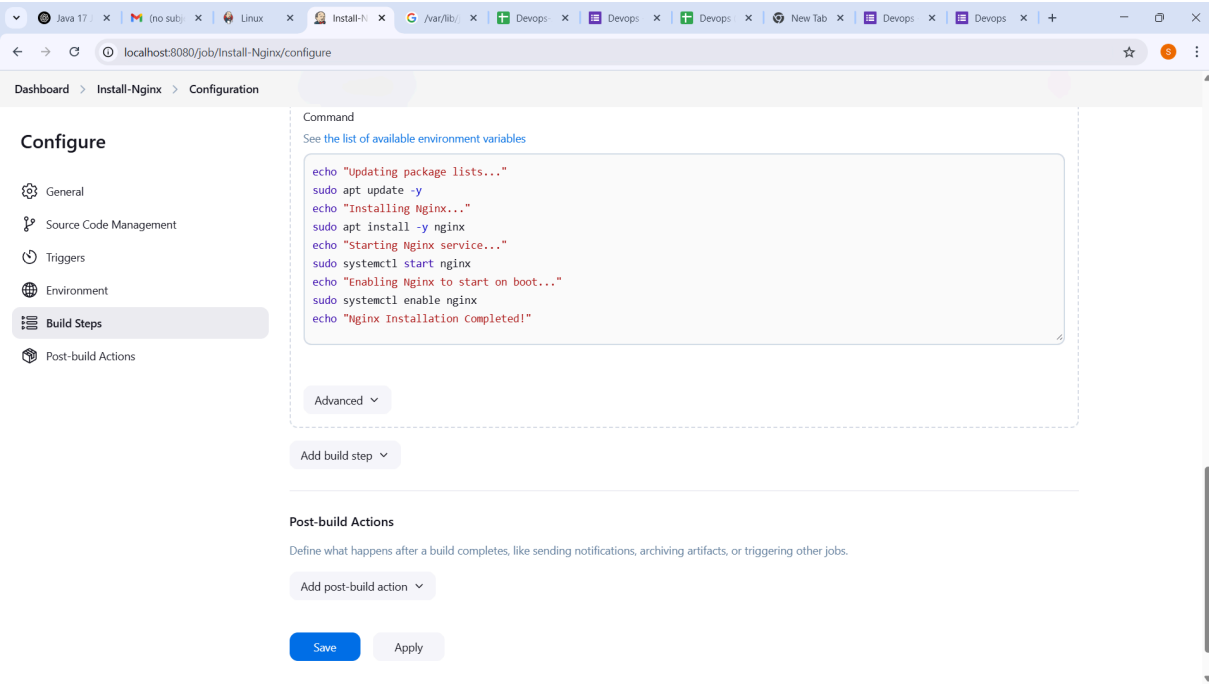 Java 17
(no subj
Linux
Install-N
/var/lib/j
Devops-
Devops
Devops
New Tab
Devops
Devops
localhost:8080/job/Install-Nginx/configure
S
Dashboard > Install-Nginx > Configuration
Configure
General
Source Code Management
Triggers
Environment
Build Steps
Post-build Actions
Command
See the list of available environment variables
echo "Updating package lists..."
sudo apt update -y
echo "Installing Nginx..."
sudo apt install -y nginx
echo "Starting Nginx service..."
sudo systemctl start nginx
echo "Enabling Nginx to start on boot..."
sudo systemctl enable nginx
echo "Nginx Installation Completed!"
Advanced
Add build step
Post-build Actions
Define what happens after a build completes, like sending notifications, archiving artifacts, or triggering other jobs.
Add post-build action
Save
Apply